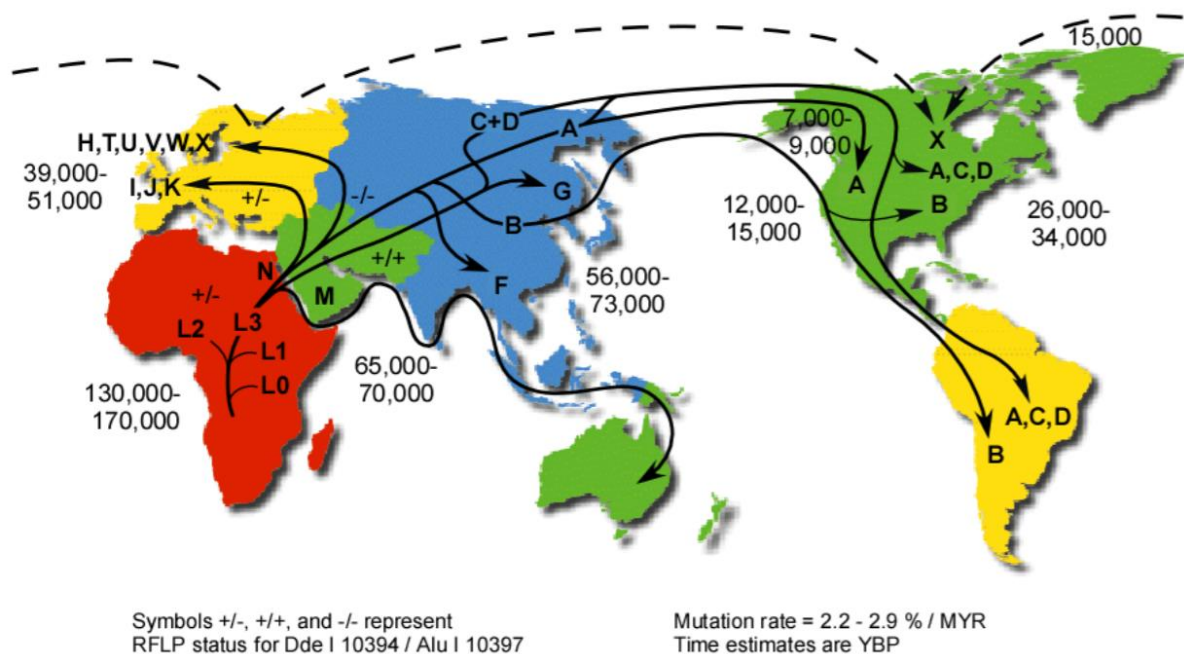 15,000
H,T,U,V,W,X
39,000-
51,000
I,J,K
+/-
-/-
C+D
A
G
B
7,000-
9,000
X
A
A,C,D
B
12,000-
15,000
26,000-
34,000
N
+/+
M
F
56,000-
73,000
+/-
L2
L3
L1
L0
65,000-
70,000
130,000-
170,000
A,C,D
B
Symbols +/-, +/+, and -/- represent
RFLP status for Dde I 10394 / Alu I 10397
Mutation rate = 2.2 - 2.9 % / MYR
Time estimates are YBP